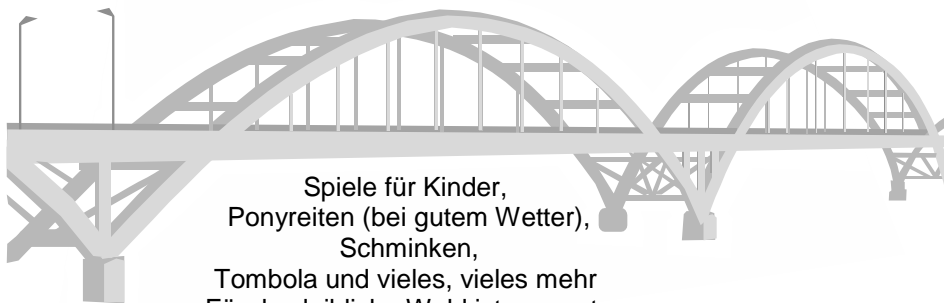 Spiele für Kinder,
Ponyreiten (bei gutem Wetter),
Schminken,
Tombola und vieles, vieles mehr